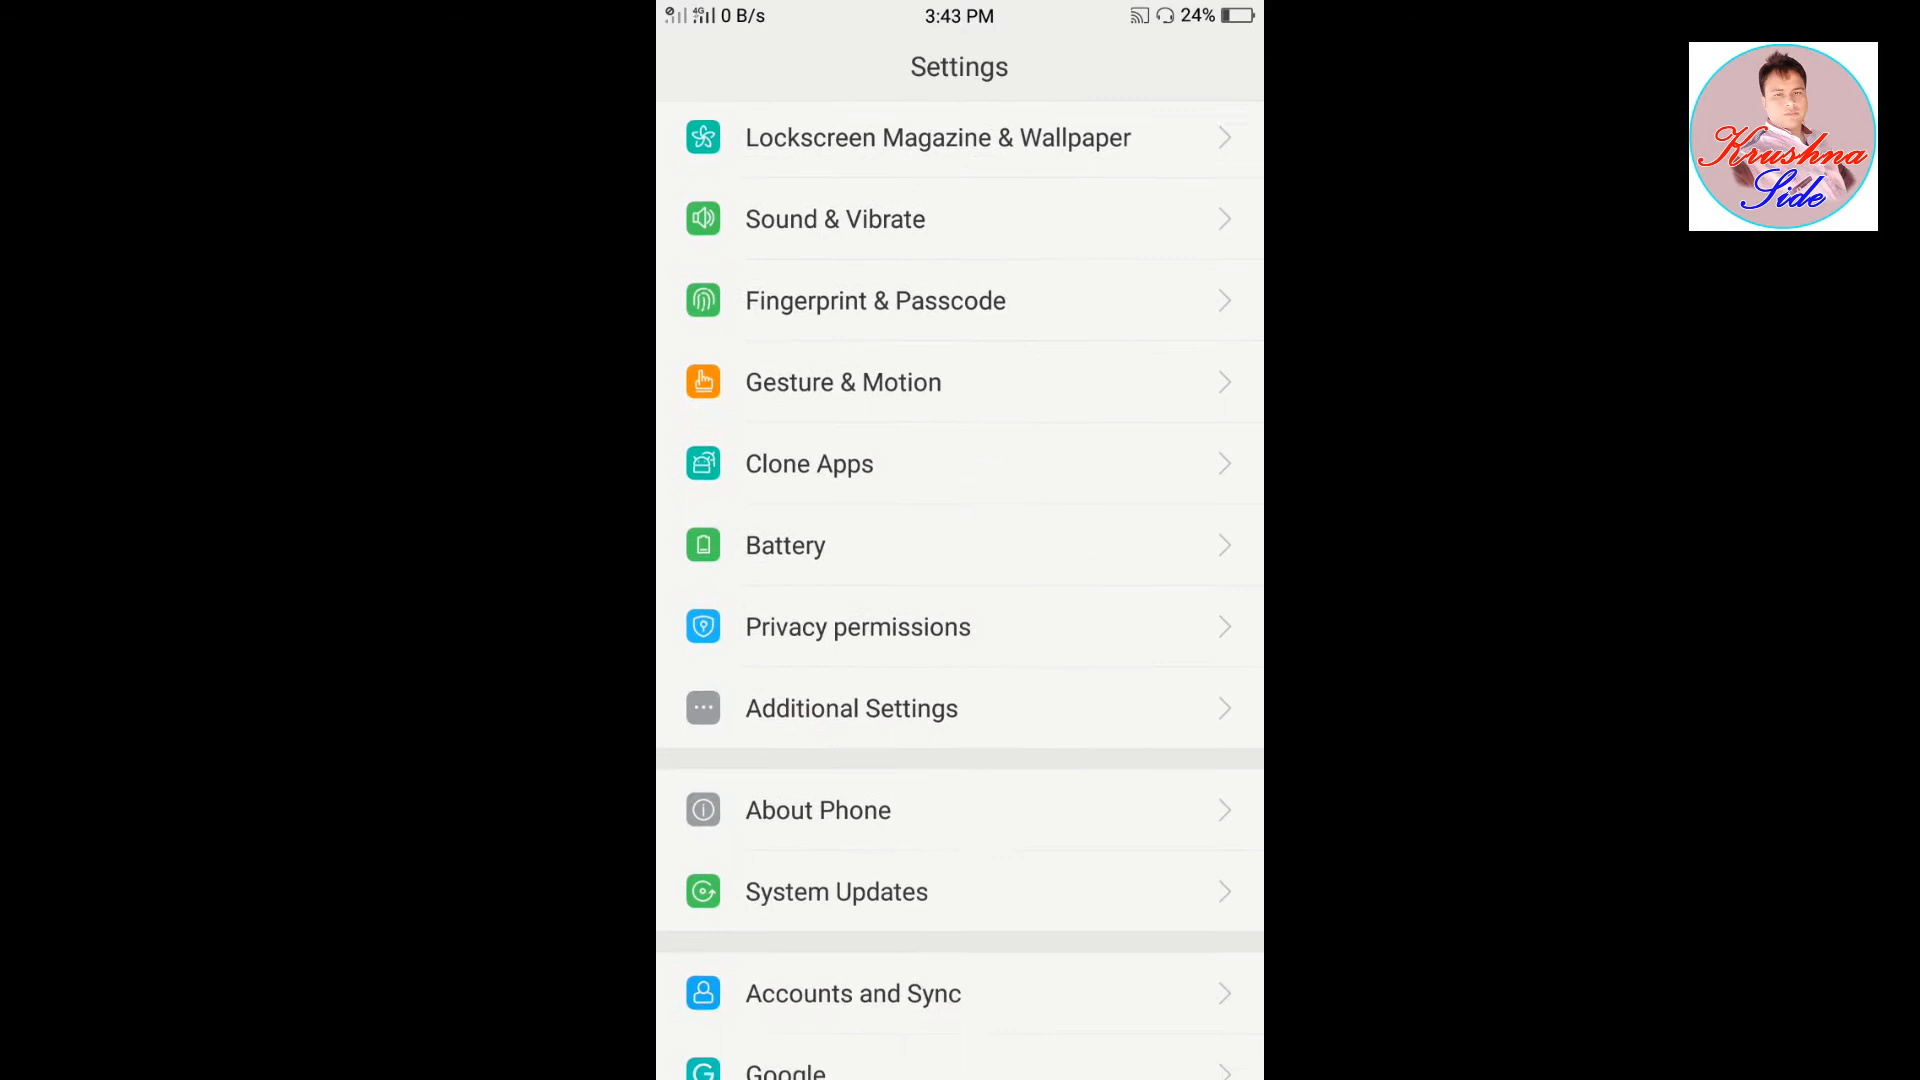 4G 0 B/s 3:43 PM 24%
Settings
Lockscreen Magazine & Wallpaper
Sound & Vibrate
Fingerprint & Passcode
Gesture & Motion
Clone Apps
Battery
Privacy permissions
Additional Settings
About Phone
System Updates
Accounts and Sync
Google
Krushna
Side